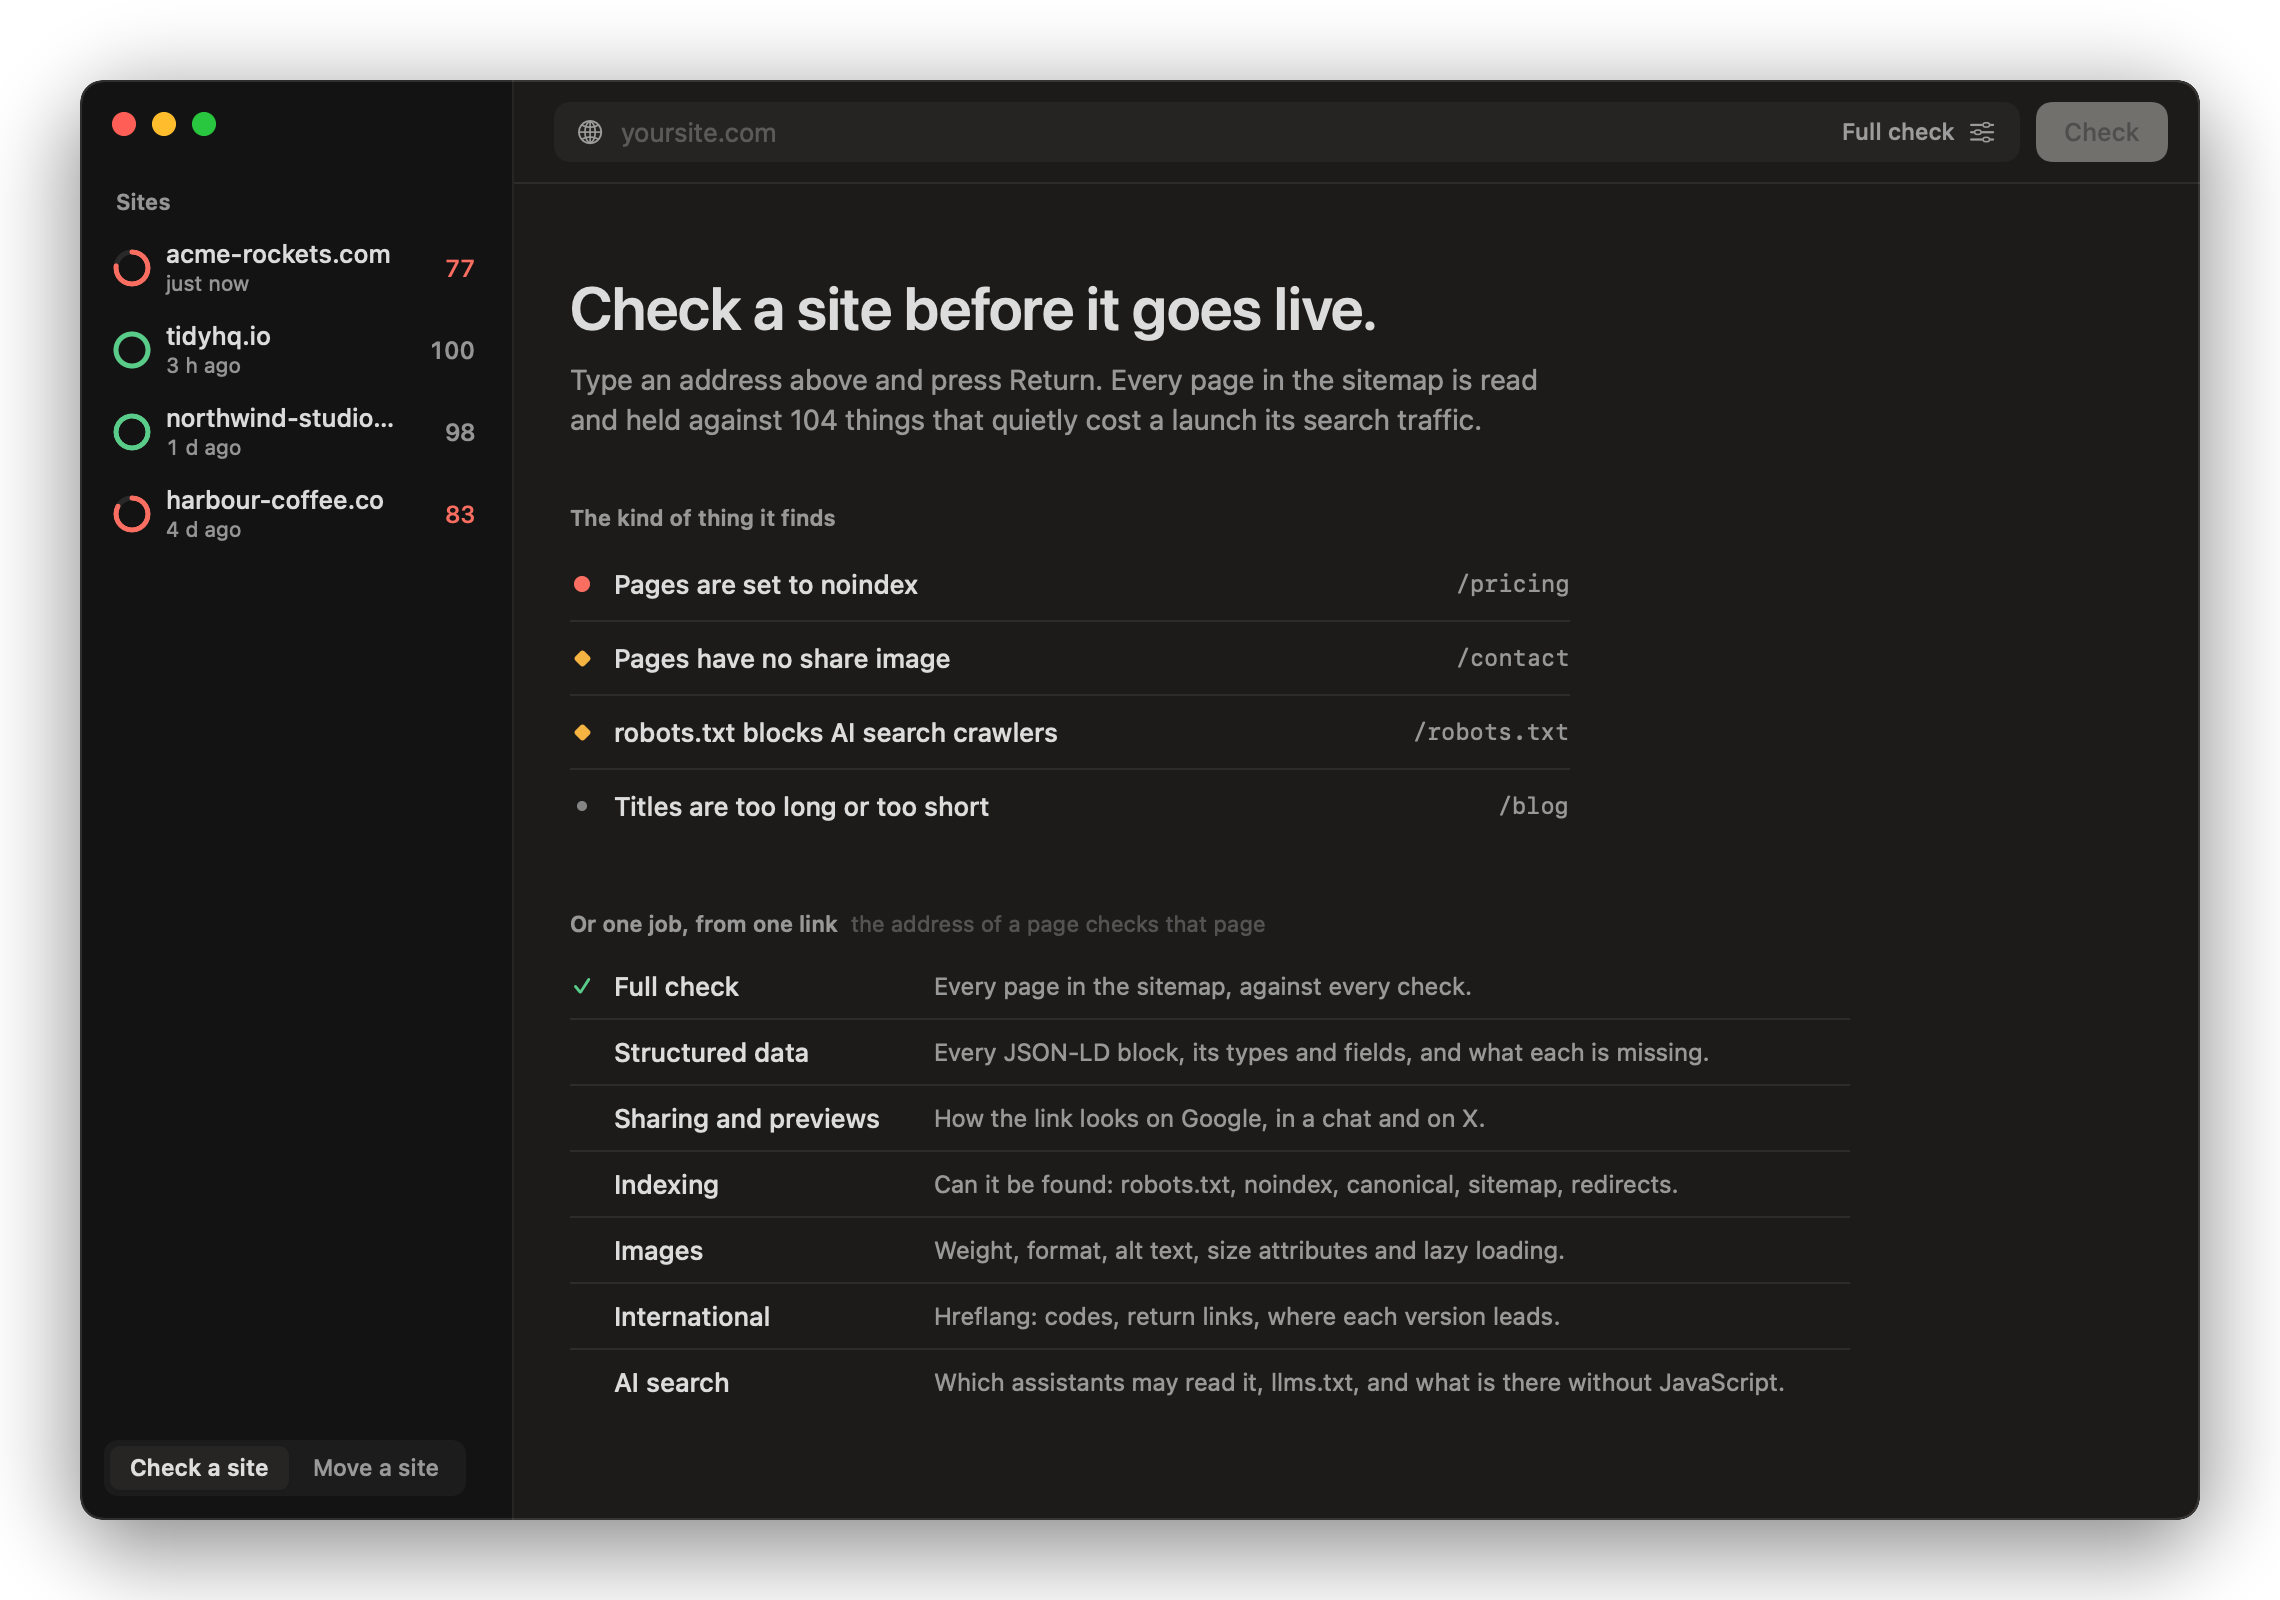 Sites
acme-rockets.com
just now
77
tidyhq.io
3 h ago
100
northwind-studio...
1 d ago
98
harbour-coffee.co
4 d ago
83
Check a site
Move a site
yoursite.com
Full check
Check
Check a site before it goes live.
Type an address above and press Return. Every page in the sitemap is read
and held against 104 things that quietly cost a launch its search traffic.
The kind of thing it finds
Pages are set to noindex
/pricing
Pages have no share image
/contact
robots.txt blocks AI search crawlers
/robots.txt
Titles are too long or too short
/blog
Or one job, from one link the address of a page checks that page
Full check
Every page in the sitemap, against every check.
Structured data
Every JSON-LD block, its types and fields, and what each is missing.
Sharing and previews
How the link looks on Google, in a chat and on X.
Indexing
Can it be found: robots.txt, noindex, canonical, sitemap, redirects.
Images
Weight, format, alt text, size attributes and lazy loading.
International
Hreflang: codes, return links, where each version leads.
AI search
Which assistants may read it, llms.txt, and what is there without JavaScript.